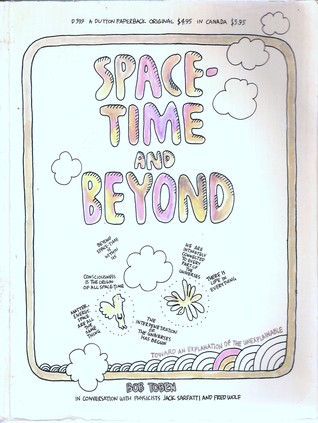 D399 A DUTTON PAPERBACK ORIGINAL $4.95 IN CANADA $5.95
SPACE-
TIME
AND
BEYOND
BEYOND
SPACE-TIME
IS
WITHIN
US
WE ARE
INTIMATELY
CONNECTED
TO EVERY
PART OF
THE
UNIVERSES
CONSCIOUSNESS
IS THE ORIGIN
OF ALL SPACE-TIME
THERE IS
LIFE IN
EVERYTHING
MATTER,
ENERGY,
SPACE
ARE ALL
THE
SAME
THING
THE
INTERPENETRATION
OF
THE UNIVERSES
HAS BEGUN
TOWARD AN EXPLANATION OF THE UNEXPLAINABLE
BOB TOBEN
IN CONVERSATION WITH PHYSICISTS JACK SARFATTI AND FRED WOLF